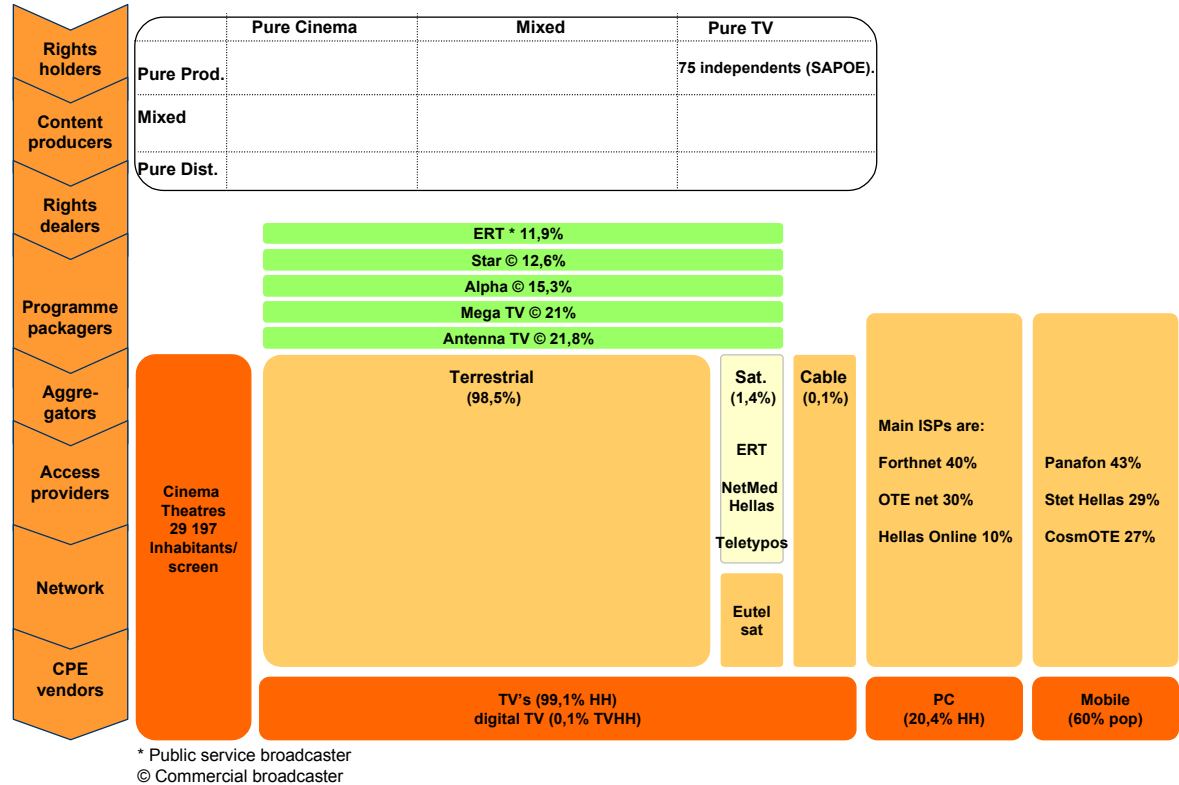 Rights
holders
Content
producers
Rights
dealers
Programme
packagers
Aggre-
gators
Access
providers
Network
CPE
vendors
Pure Cinema
Mixed
Pure TV
Pure Prod.
75 independents (SAPOE).
Mixed
Pure Dist.
ERT * 11,9%
Star © 12,6%
Alpha © 15,3%
Mega TV © 21%
Antenna TV © 21,8%
Cinema
Theatres
29 197
Inhabitants/
screen
Terrestrial
(98,5%)
Sat.
(1,4%)
ERT
NetMed
Hellas
Teletypos
Eutel
sat
Cable
(0,1%)
Main ISPs are:
Forthnet 40%
OTE net 30%
Hellas Online 10%
Panafon 43%
Stet Hellas 29%
CosmOTE 27%
TV's (99,1% HH)
digital TV (0,1% TVHH)
PC
(20,4% HH)
Mobile
(60% pop)
* Public service broadcaster
© Commercial broadcaster